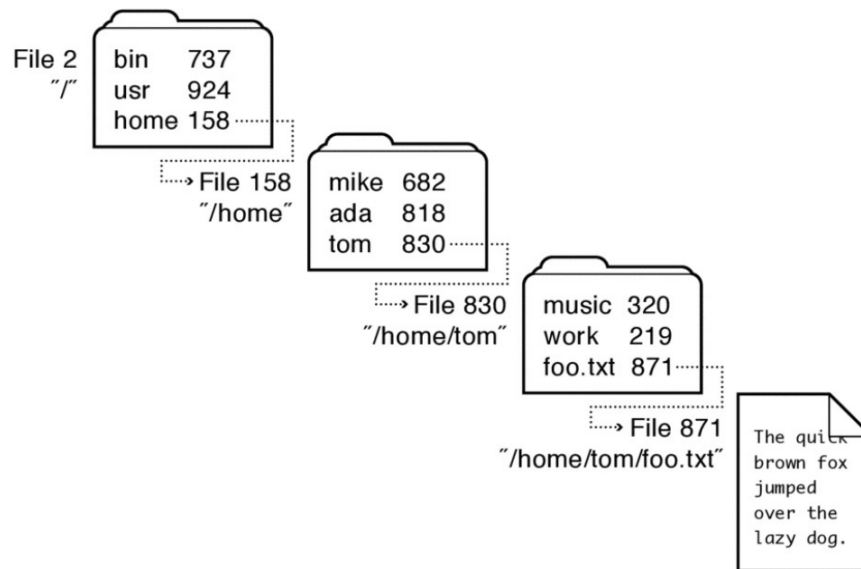 File 2
"/"
bin 737
usr 924
home 158
File 158
"/home"
mike 682
ada 818
tom 830
File 830
"/home/tom"
music 320
work 219
foo.txt 871
File 871
"/home/tom/foo.txt"
The quick
brown fox
jumped
over the
lazy dog.